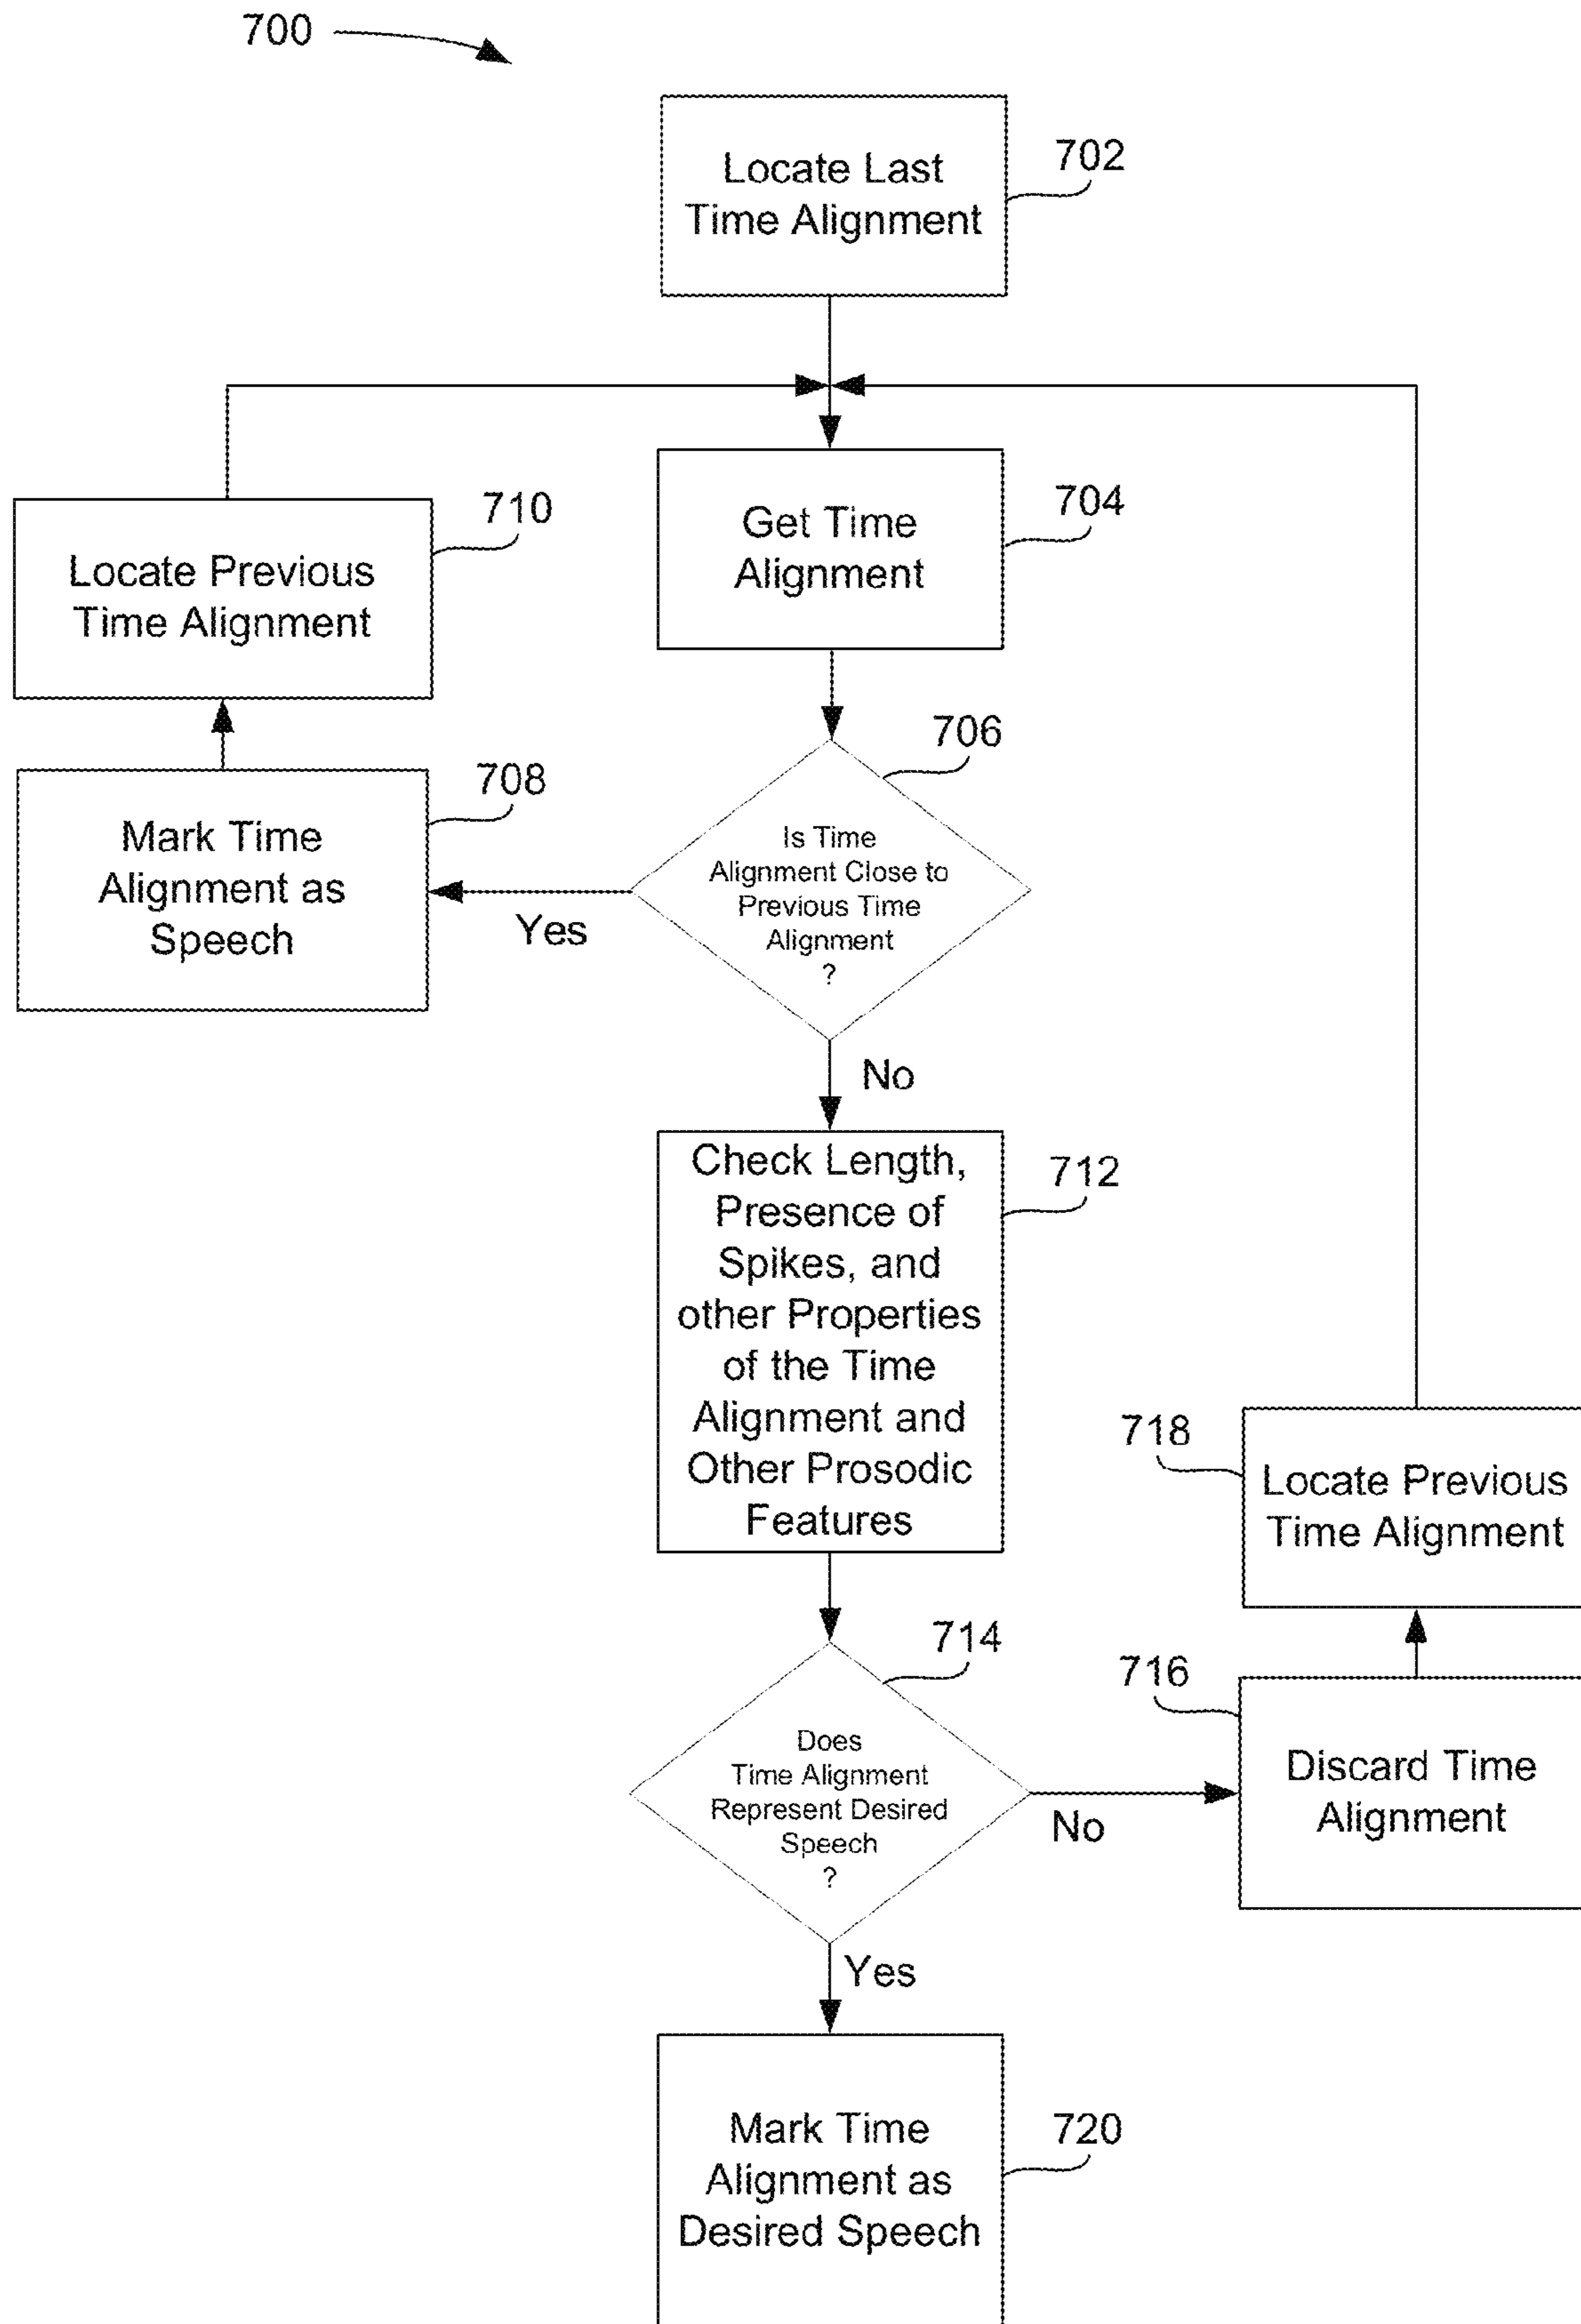 700
Locate Last
Time Alignment
702
Get Time
Alignment
704
Locate Previous
Time Alignment
710
Is Time
Alignment Close to
Previous Time
Alignment
?
706
Yes
Mark Time
Alignment as
Speech
708
No
Check Length,
Presence of
Spikes, and
other Properties
of the Time
Alignment and
Other Prosodic
Features
712
Does
Time Alignment
Represent Desired
Speech
?
714
No
Discard Time
Alignment
716
Locate Previous
Time Alignment
718
Yes
Mark Time
Alignment as
Desired Speech
720